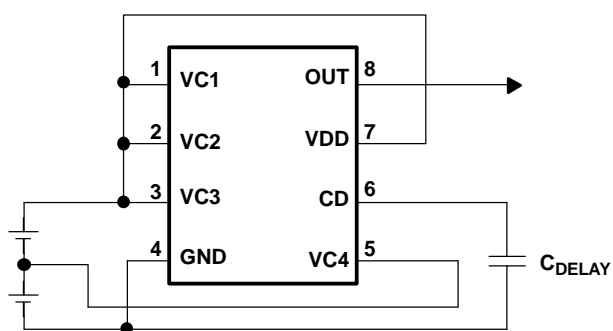 1 VC1 OUT 8
2 VC2 VDD 7
3 VC3 CD 6
4 GND VC4 5
CDELAY